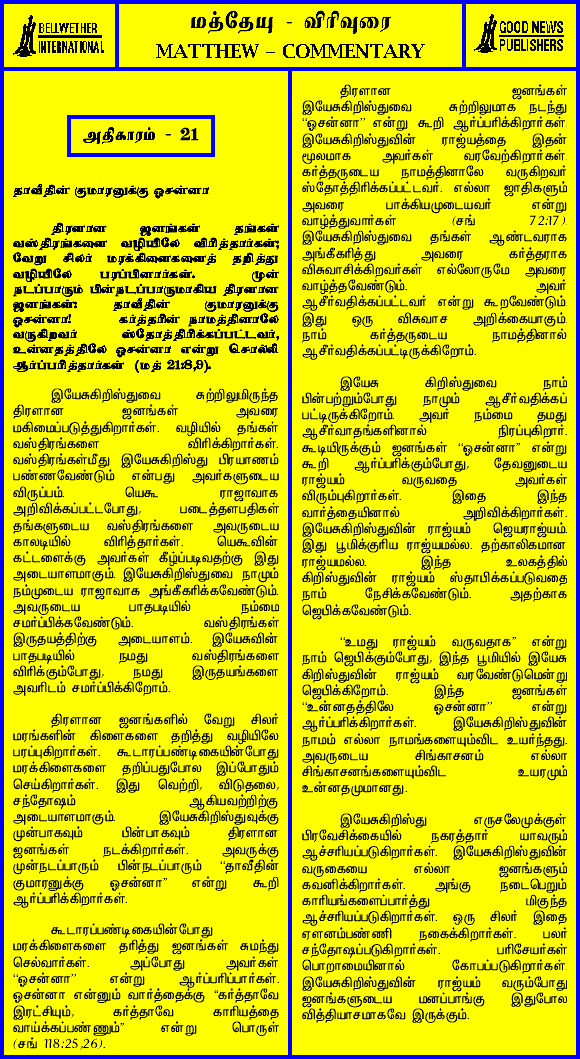 BELLWETHER
INTERNATIONAL
மத்தேயு - விரிவுரை
MATTHEW – COMMENTARY
GOOD NEWS
PUBLISHERS
அதிகாரம் - 21
தாவீதின் குமாரனுக்கு ஓசன்னா
திரளான ஜனங்கள் தங்கள்
வஸ்திரங்களை வழியிலே விரித்தார்கள்;
வேறு சிலர் மரக்கிளைகளைத் தறித்து
வழியிலே பரப்பினார்கள். முன்
நடப்பாரும் பின்நடப்பாருமாகிய திரளான
ஜனங்கள்: தாவீதின் குமாரனுக்கு
ஓசன்னா! கர்த்தரின் நாமத்தினாலே
வருகிறவர் ஸ்தோத்திரிக்கப்பட்டவர்,
உன்னதத்திலே ஓசன்னா என்று சொல்லி
ஆர்ப்பரித்தார்கள் (மத் 21:8,9).
இயேசுகிறிஸ்துவை சுற்றிலுமிருந்த
திரளான ஜனங்கள் அவரை
மகிமைப்படுத்துகிறார்கள். வழியில் தங்கள்
வஸ்திரங்களை விரிக்கிறார்கள்.
வஸ்திரங்கள்மீது இயேசுகிறிஸ்து பிரயாணம்
பண்ணவேண்டும் என்பது அவர்களுடைய
விருப்பம். யெகூ ராஜாவாக
அறிவிக்கப்பட்டபோது, படைத்தளபதிகள்
தங்களுடைய வஸ்திரங்களை அவருடைய
காலடியில் விரித்தார்கள். யெகூவின்
கட்டளைக்கு அவர்கள் கீழ்ப்படிவதற்கு இது
அடையாளமாகும். இயேசுகிறிஸ்துவை நாமும்
நம்முடைய ராஜாவாக அங்கீகரிக்கவேண்டும்.
அவருடைய பாதபடியில் நம்மை
சமர்ப்பிக்கவேண்டும். வஸ்திரங்கள்
இருதயத்திற்கு அடையாளம். இயேசுவின்
பாதபடியில் நமது வஸ்திரங்களை
விரிக்கும்போது, நமது இருதயங்களை
அவரிடம் சமர்ப்பிக்கிறோம்.
திரளான ஜனங்களில் வேறு சிலர்
மரங்களின் கிளைகளை தறித்து வழியிலே
பரப்புகிறார்கள். கூடாரப்பண்டிகையின்போது
மரக்கிளைகளை தறிப்பதுபோல இப்போதும்
செய்கிறார்கள். இது வெற்றி, விடுதலை,
சந்தோஷம் ஆகியவற்றிற்கு
அடையாளமாகும். இயேசுகிறிஸ்துவுக்கு
முன்பாகவும் பின்பாகவும் திரளான
ஜனங்கள் நடக்கிறார்கள். அவருக்கு
முன்நடப்பாரும் பின்நடப்பாரும் “தாவீதின்
குமாரனுக்கு ஓசன்னா” என்று கூறி
ஆர்ப்பரிக்கிறார்கள்.
கூடாரப்பண்டிகையின்போது
மரக்கிளைகளை தரித்து ஜனங்கள் சுமந்து
செல்வார்கள். அப்போது அவர்கள்
“ஓசன்னா” என்று ஆர்ப்பரிப்பார்கள்.
ஓசன்னா என்னும் வார்த்தைக்கு “கர்த்தாவே
இரட்சியும், கர்த்தாவே காரியத்தை
வாய்க்கப்பண்ணும்” என்று பொருள்
(சங் 118:25,26).
திரளான ஜனங்கள்
இயேசுகிறிஸ்துவை சுற்றிலுமாக நடந்து
“ஓசன்னா” என்று கூறி ஆர்ப்பரிக்கிறார்கள்.
இயேசுகிறிஸ்துவின் ராஜ்யத்தை இதன்
மூலமாக அவர்கள் வரவேற்கிறார்கள்.
கர்த்தருடைய நாமத்தினாலே வருகிறவர்
ஸ்தோத்திரிக்கப்பட்டவர். எல்லா ஜாதிகளும்
அவரை பாக்கியமுடையவர் என்று
வாழ்த்துவார்கள் (சங் 72:17).
இயேசுகிறிஸ்துவை தங்கள் ஆண்டவராக
அங்கீகரித்து அவரை கர்த்தராக
விசுவாசிக்கிறவர்கள் எல்லோருமே அவரை
வாழ்த்தவேண்டும். அவர்
ஆசீர்வதிக்கப்பட்டவர் என்று கூறவேண்டும்
இது ஒரு விசுவாச அறிக்கையாகும்
நாம் கர்த்தருடைய நாமத்தினால்
ஆசீர்வதிக்கப்பட்டிருக்கிறோம்.
இயேசு கிறிஸ்துவை நாம்
பின்பற்றும்போது நாமும் ஆசீர்வதிக்கப்
பட்டிருக்கிறோம். அவர் நம்மை தமது
ஆசீர்வாதங்களினால் நிரப்புகிறார்.
கூடியிருக்கும் ஜனங்கள் “ஓசன்னா” என்று
கூறி ஆர்ப்பரிக்கும்போது, தேவனுடைய
ராஜ்யம் வருவதை அவர்கள்
விரும்புகிறார்கள். இதை இந்த
வார்த்தையினால் அறிவிக்கிறார்கள்.
இயேசுகிறிஸ்துவின் ராஜ்யம் ஜெயராஜ்யம்.
இது பூமிக்குரிய ராஜ்யமல்ல. தற்காலிகமான
ராஜ்யமல்ல. இந்த உலகத்தில்
கிறிஸ்துவின் ராஜ்யம் ஸ்தாபிக்கப்படுவதை
நாம் நேசிக்கவேண்டும். அதற்காக
ஜெபிக்கவேண்டும்.
“உமது ராஜ்யம் வருவதாக” என்று
நாம் ஜெபிக்கும்போது, இந்த பூமியில் இயேசு
கிறிஸ்துவின் ராஜ்யம் வரவேண்டுமென்று
ஜெபிக்கிறோம். இந்த ஜனங்கள்
“உன்னதத்திலே ஓசன்னா” என்று
ஆர்ப்பரிக்கிறார்கள். இயேசுகிறிஸ்துவின்
நாமம் எல்லா நாமங்களையும்விட உயர்ந்தது.
அவருடைய சிங்காசனம் எல்லா
சிங்காசனங்களையும்விட உயரமும்
உன்னதமுமானது.
இயேசுகிறிஸ்து எருசலேமுக்குள்
பிரவேசிக்கையில் நகரத்தார் யாவரும்
ஆச்சரியப்படுகிறார்கள். இயேசுகிறிஸ்துவின்
வருகையை எல்லா ஜனங்களும்
கவனிக்கிறார்கள். அங்கு நடைபெறும்
காரியங்களைப்பார்த்து மிகுந்த
ஆச்சரியப்படுகிறார்கள். ஒரு சிலர் இதை
ஏளனம்பண்ணி நகைக்கிறார்கள். பலர்
சந்தோஷப்படுகிறார்கள். பரிசேயர்கள்
பொறாமையினால் கோபப்படுகிறார்கள்.
இயேசுகிறிஸ்துவின் ராஜ்யம் வரும்போது
ஜனங்களுடைய மனப்பாங்கு இதுபோல
வித்தியாசமாகவே இருக்கும்.